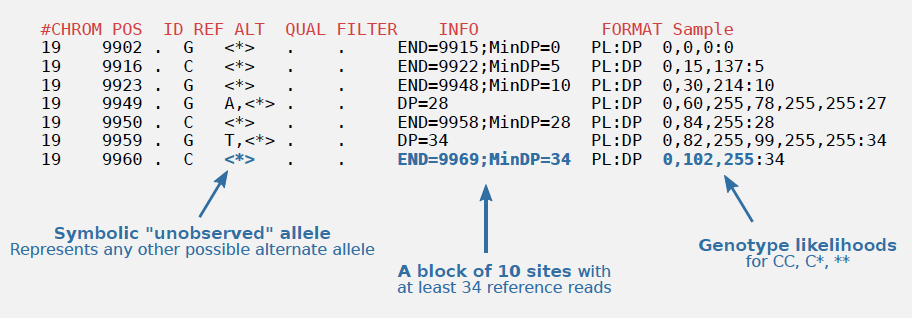 #CHROM POS ID REF ALT QUAL FILTER INFO FORMAT Sample
19 9902 . G <*> . . END=9915;MinDP=0 PL:DP 0,0,0:0
19 9916 . C <*> . . END=9922;MinDP=5 PL:DP 0,15,137:5
19 9923 . G <*> . . END=9948;MinDP=10 PL:DP 0,30,214:10
19 9949 . G A,<*> . . DP=28 PL:DP 0,60,255,78,255,255:27
19 9950 . C <*> . . END=9958;MinDP=28 PL:DP 0,84,255:28
19 9959 . G T,<*> . . DP=34 PL:DP 0,82,255,99,255,255:34
19 9960 . C <*> . . END=9969;MinDP=34 PL:DP 0,102,255:34
Symbolic "unobserved" allele
Represents any other possible alternate allele
A block of 10 sites with
at least 34 reference reads
Genotype likelihoods
for CC, C*, **